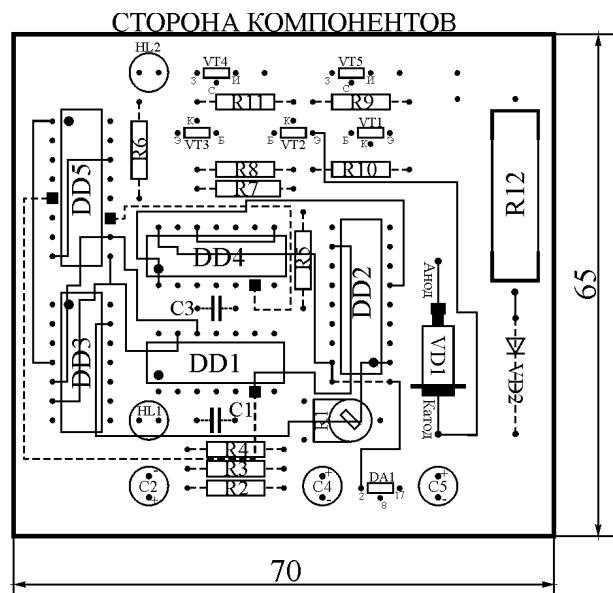 СТОРОНА КОМПОНЕНТОВ
HL2
VT4
З И
С
VT5
З И
С
R11
R9
К
Э Б
VT3
К
Б Э
VT2
VT1
Б Э
К
R6
DD5
R8
R10
R7
R12
DD4
R5
DD2
Анод
65
C3
DD3
DD1
VD1
VD2
HL1
C1
R1
Катод
R4
R3
R2
C2
-
+
C4
+
-
DA1
2 17
8
C5
+
-
70